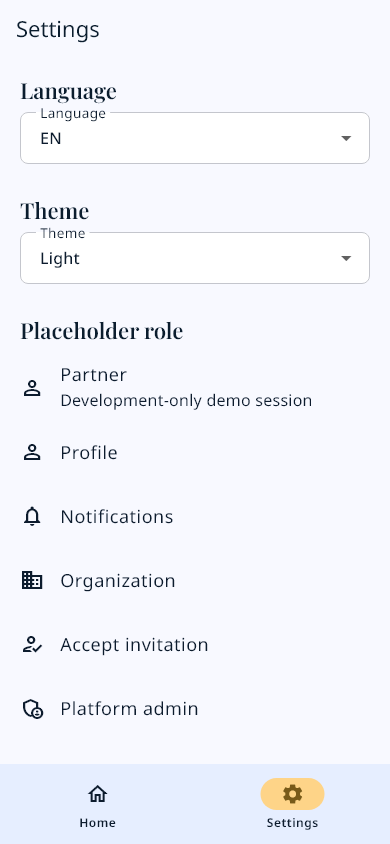 Settings
Language
Language
EN
Theme
Theme
Light
Placeholder role
Partner
Development-only demo session
Profile
Notifications
Organization
Accept invitation
Platform admin
Home
Settings